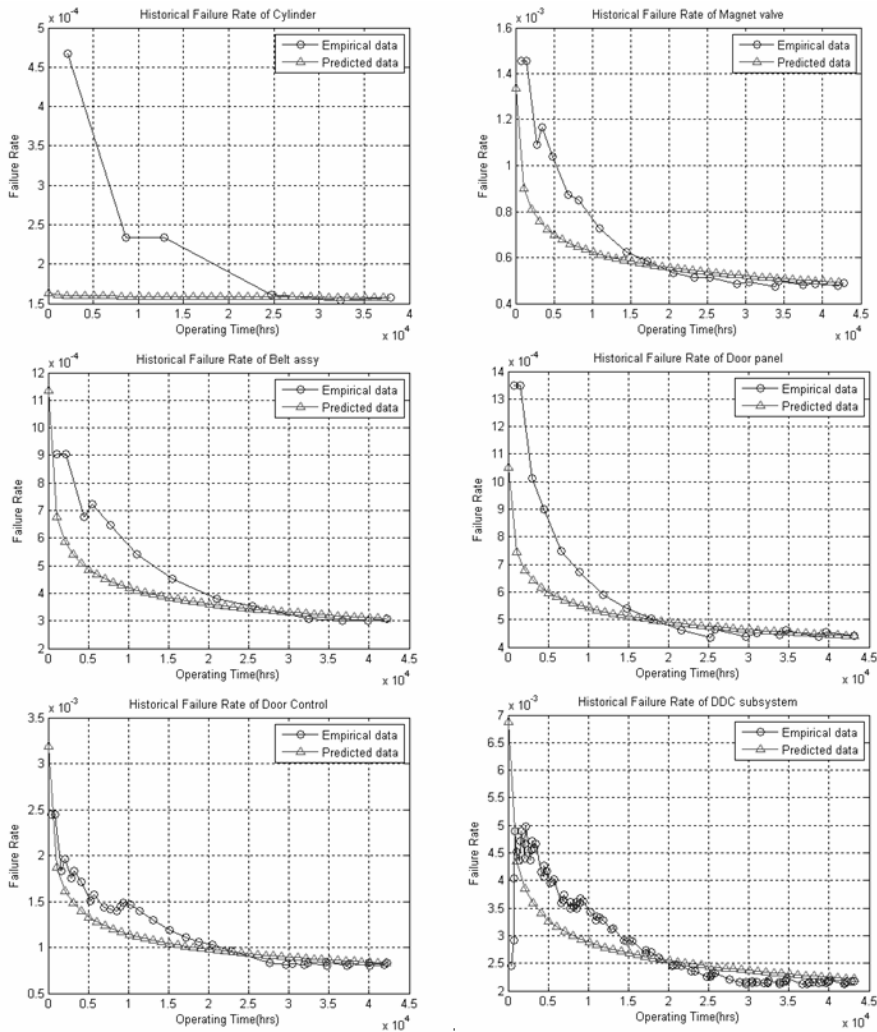 x 10⁻⁴
Historical Failure Rate of Cylinder
5
4.5
4
3.5
3
2.5
2
1.5
Failure Rate
Empirical data
Predicted data
0 0.5 1 1.5 2 2.5 3 3.5 4
Operating Time(hrs)
x 10⁴
x 10⁻³
Historical Failure Rate of Magnet valve
1.6
1.4
1.2
1
0.8
0.6
0.4
Failure Rate
Empirical data
Predicted data
0 0.5 1 1.5 2 2.5 3 3.5 4 4.5
Operating Time(hrs)
x 10⁴
x 10⁻⁴
Historical Failure Rate of Belt assy
12
11
10
9
8
7
6
5
4
3
2
Failure Rate
Empirical data
Predicted data
0 0.5 1 1.5 2 2.5 3 3.5 4 4.5
Operating Time(hrs)
x 10⁴
x 10⁻⁴
Historical Failure Rate of Door panel
14
13
12
11
10
9
8
7
6
5
4
Failure Rate
Empirical data
Predicted data
0 0.5 1 1.5 2 2.5 3 3.5 4 4.5
Operating Time(hrs)
x 10⁴
x 10⁻³
Historical Failure Rate of Door Control
3.5
3
2.5
2
1.5
1
0.5
Failure Rate
Empirical data
Predicted data
0 0.5 1 1.5 2 2.5 3 3.5 4 4.5
Operating Time(hrs)
x 10⁴
x 10⁻³
Historical Failure Rate of DDC subsystem
7
6.5
6
5.5
5
4.5
4
3.5
3
2.5
2
Failure Rate
Empirical data
Predicted data
0 0.5 1 1.5 2 2.5 3 3.5 4 4.5
Operating Time(hrs)
x 10⁴